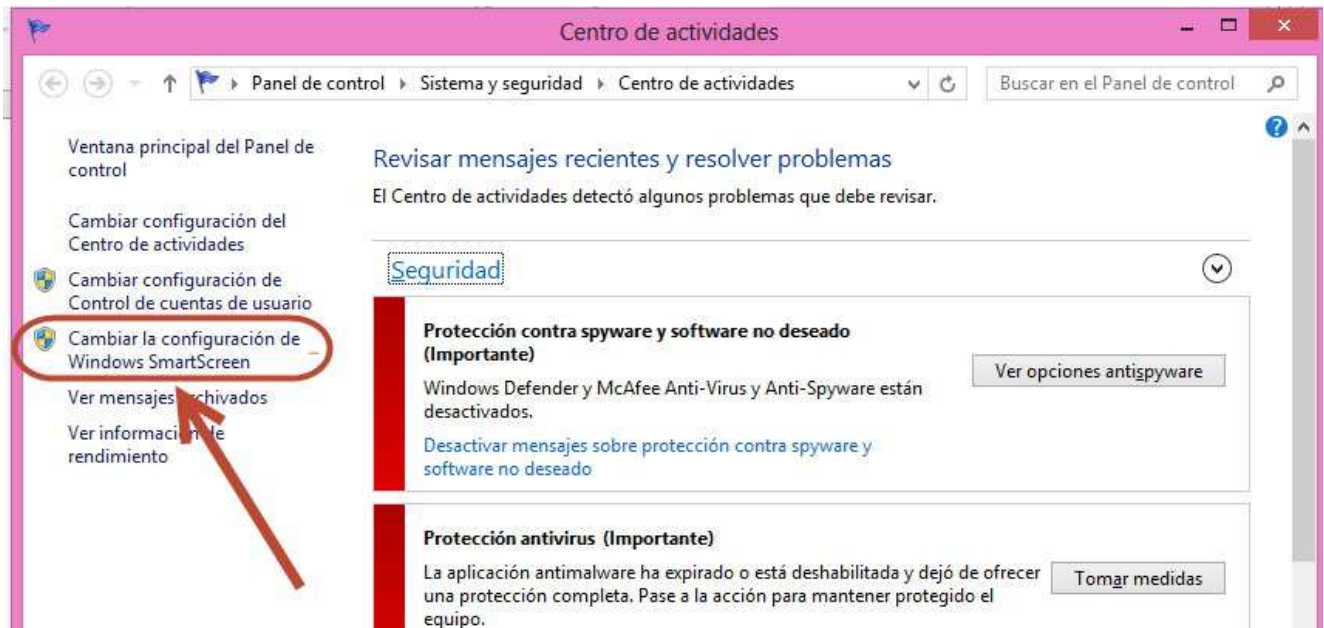 Centro de actividades
Panel de control Sistema y seguridad Centro de actividades
Buscar en el Panel de control
Ventana principal del Panel de
control
Cambiar configuración del
Centro de actividades
Cambiar configuración de
Control de cuentas de usuario
Cambiar la configuración de
Windows SmartScreen
Ver mensajes archivados
Ver información de
rendimiento
Revisar mensajes recientes y resolver problemas
El Centro de actividades detectó algunos problemas que debe revisar.
Seguridad
Protección contra spyware y software no deseado
(Importante)
Windows Defender y McAfee Anti-Virus y Anti-Spyware están
desactivados.
Desactivar mensajes sobre protección contra spyware y
software no deseado
Ver opciones antispyware
Protección antivirus (Importante)
La aplicación antimalware ha expirado o está deshabilitada y dejó de ofrecer
una protección completa. Pase a la acción para mantener protegido el
equipo.
Tomar medidas